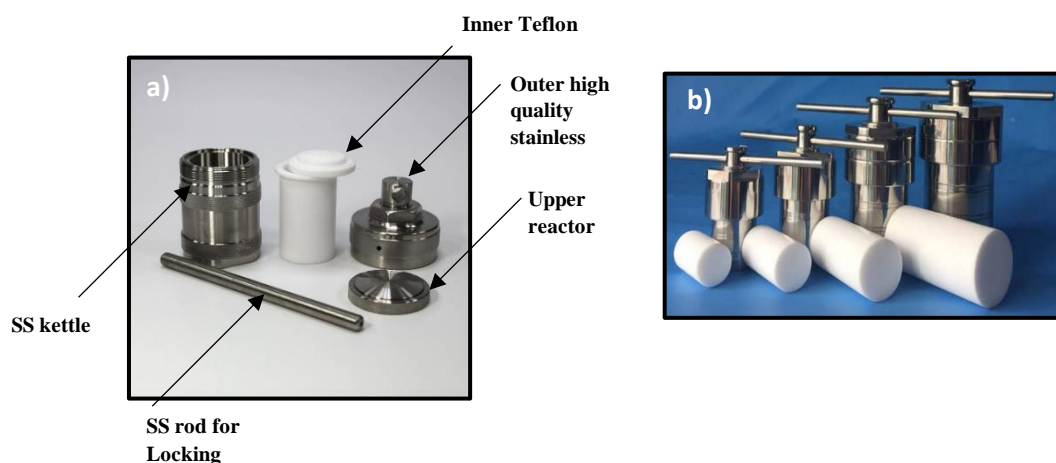 Inner Teflon
a)
Outer high
quality
stainless
b)
Upper
reactor
SS kettle
SS rod for
Locking